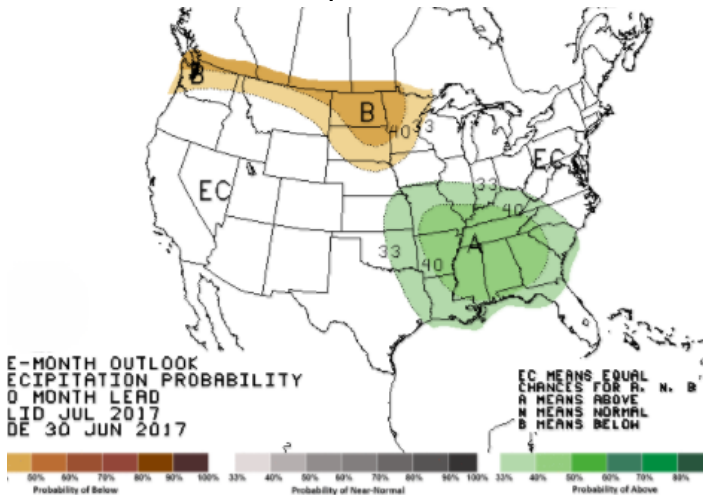 B
B
40 33
EC
EC
33
40
A
33
40
E-MONTH OUTLOOK
ECIPITATION PROBABILITY
0 MONTH LEAD
LID JUL 2017
DE 30 JUN 2017
EC MEANS EQUAL
CHANCES FOR A, N, B
A MEANS ABOVE
N MEANS NORMAL
B MEANS BELOW
50% 60% 70% 80% 90% 100% 33% 40% 50% 60% 70% 80% 90% 100% 33% 40% 50% 60% 70% 80%
Probability of Below Probability of Near-Normal Probability of Above